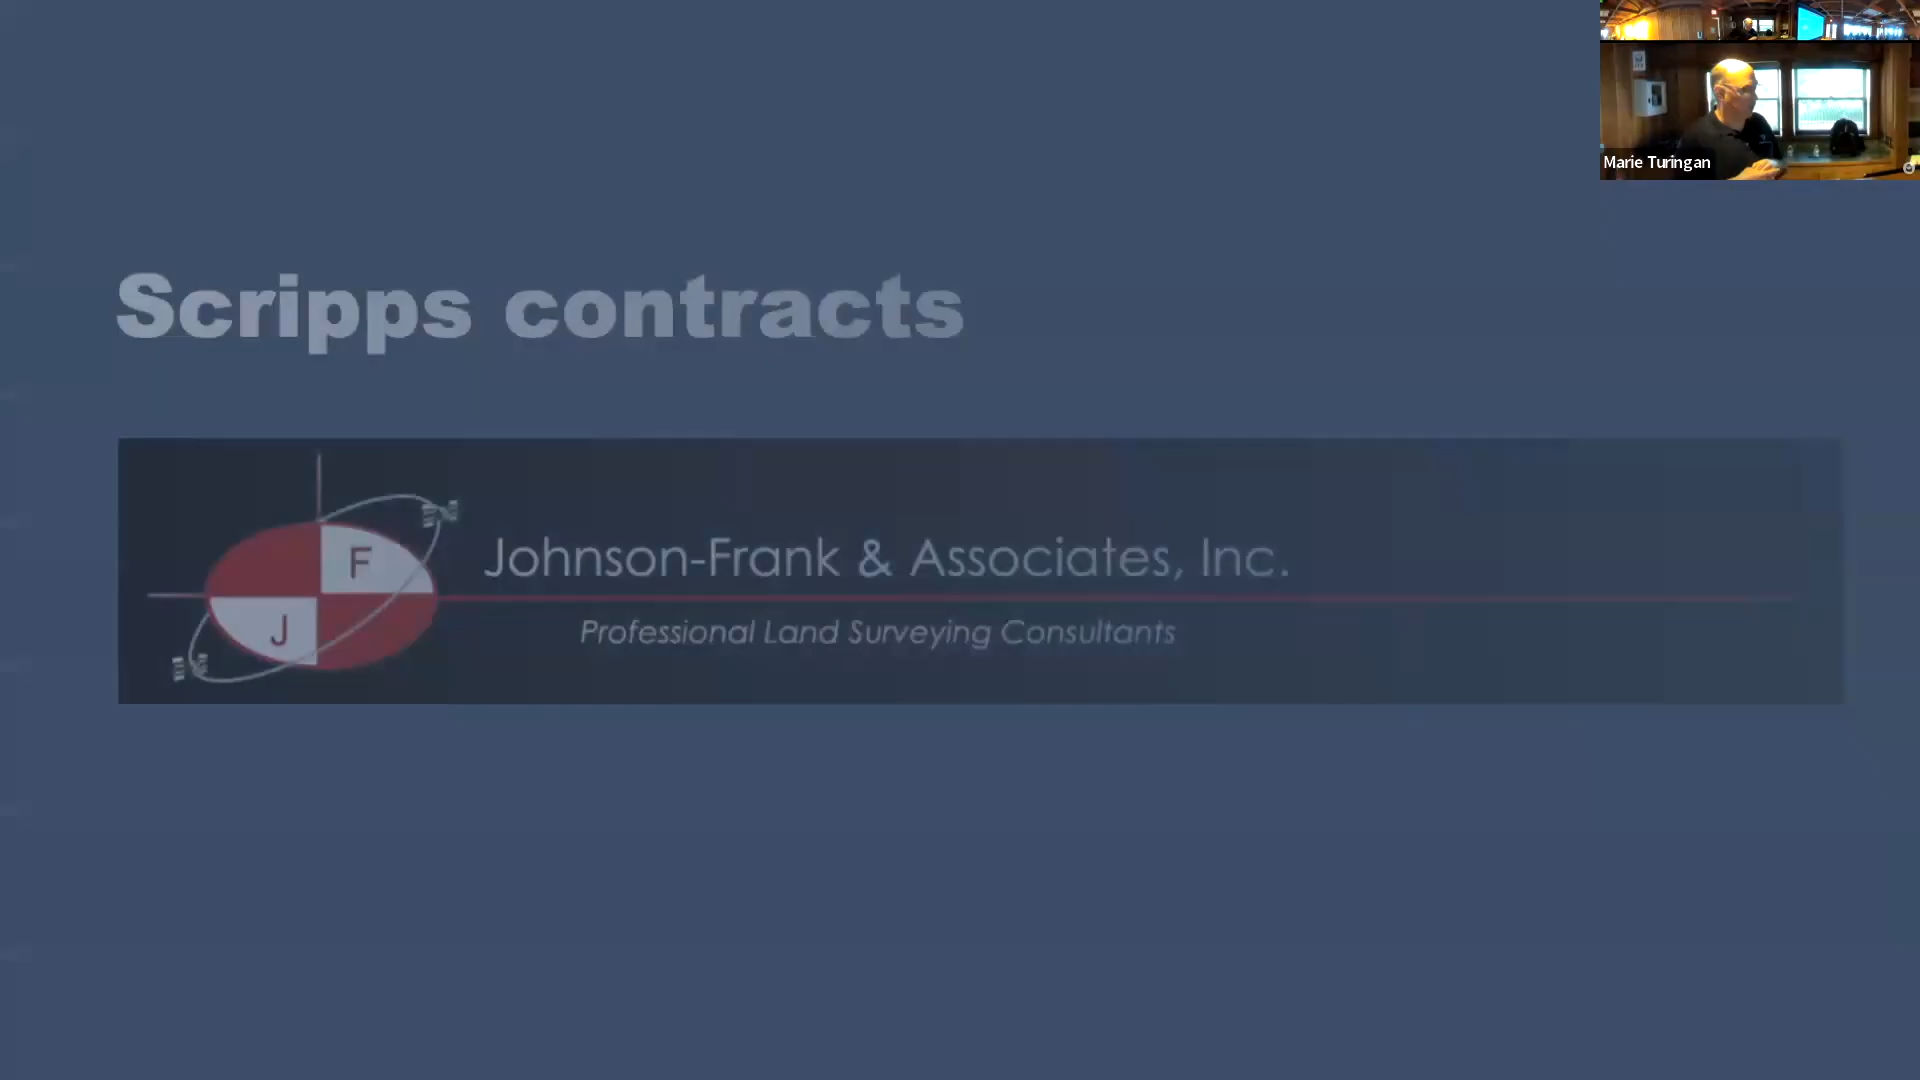 Marie Turingan
Scripps contracts
F
J
Johnson-Frank & Associates, Inc.
Professional Land Surveying Consultants